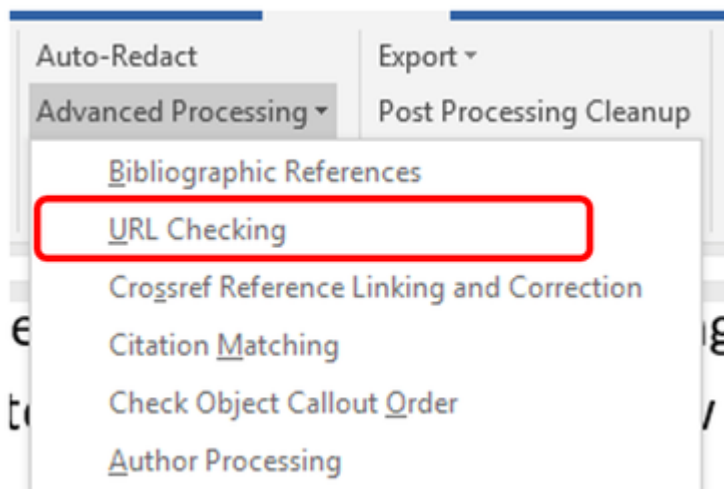 Auto-Redact
Export
Advanced Processing
Post Processing Cleanup
Bibliographic References
URL Checking
Crossref Reference Linking and Correction
Citation Matching
Check Object Callout Order
Author Processing